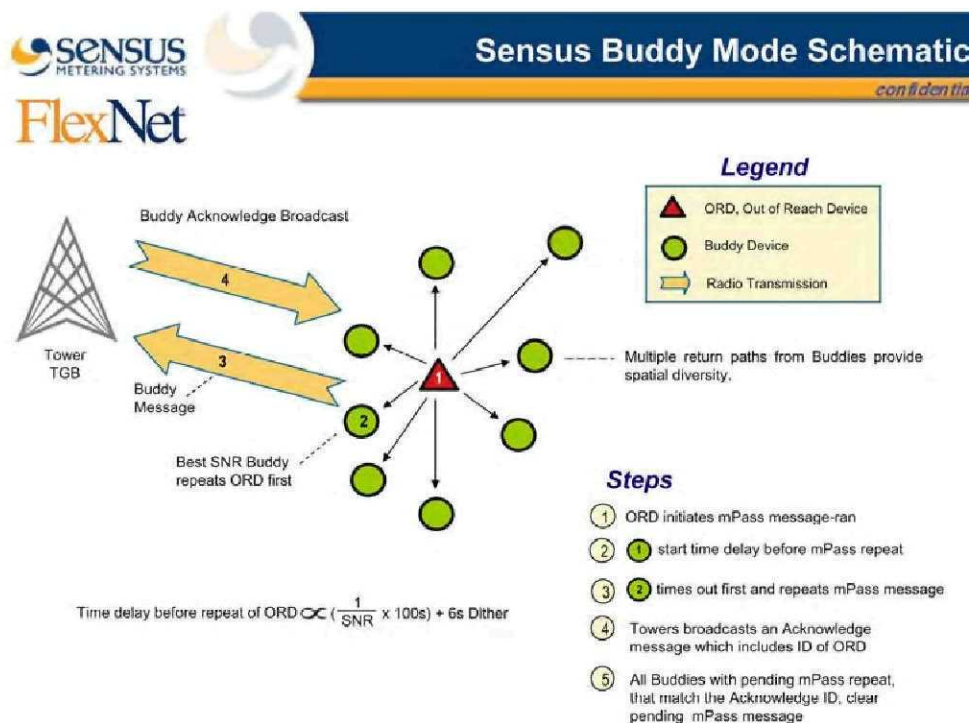 SENSUS
METERING SYSTEMS
FlexNet
Sensus Buddy Mode Schematic
confidentia
Legend
ORD, Out of Reach Device
Buddy Device
Radio Transmission
Buddy Acknowledge Broadcast
4
3
Tower
TGB
Buddy
Message
1
2
Best SNR Buddy
repeats ORD first
Multiple return paths from Buddies provide
spatial diversity.
Time delay before repeat of ORD ∝ (1/SNR x 100s) + 6s Dither
Steps
1 ORD initiates mPass message-ran
2 1 start time delay before mPass repeat
3 2 times out first and repeats mPass message
4 Towers broadcasts an Acknowledge
message which includes ID of ORD
5 All Buddies with pending mPass repeat,
that match the Acknowledge ID, clear
pending mPass message